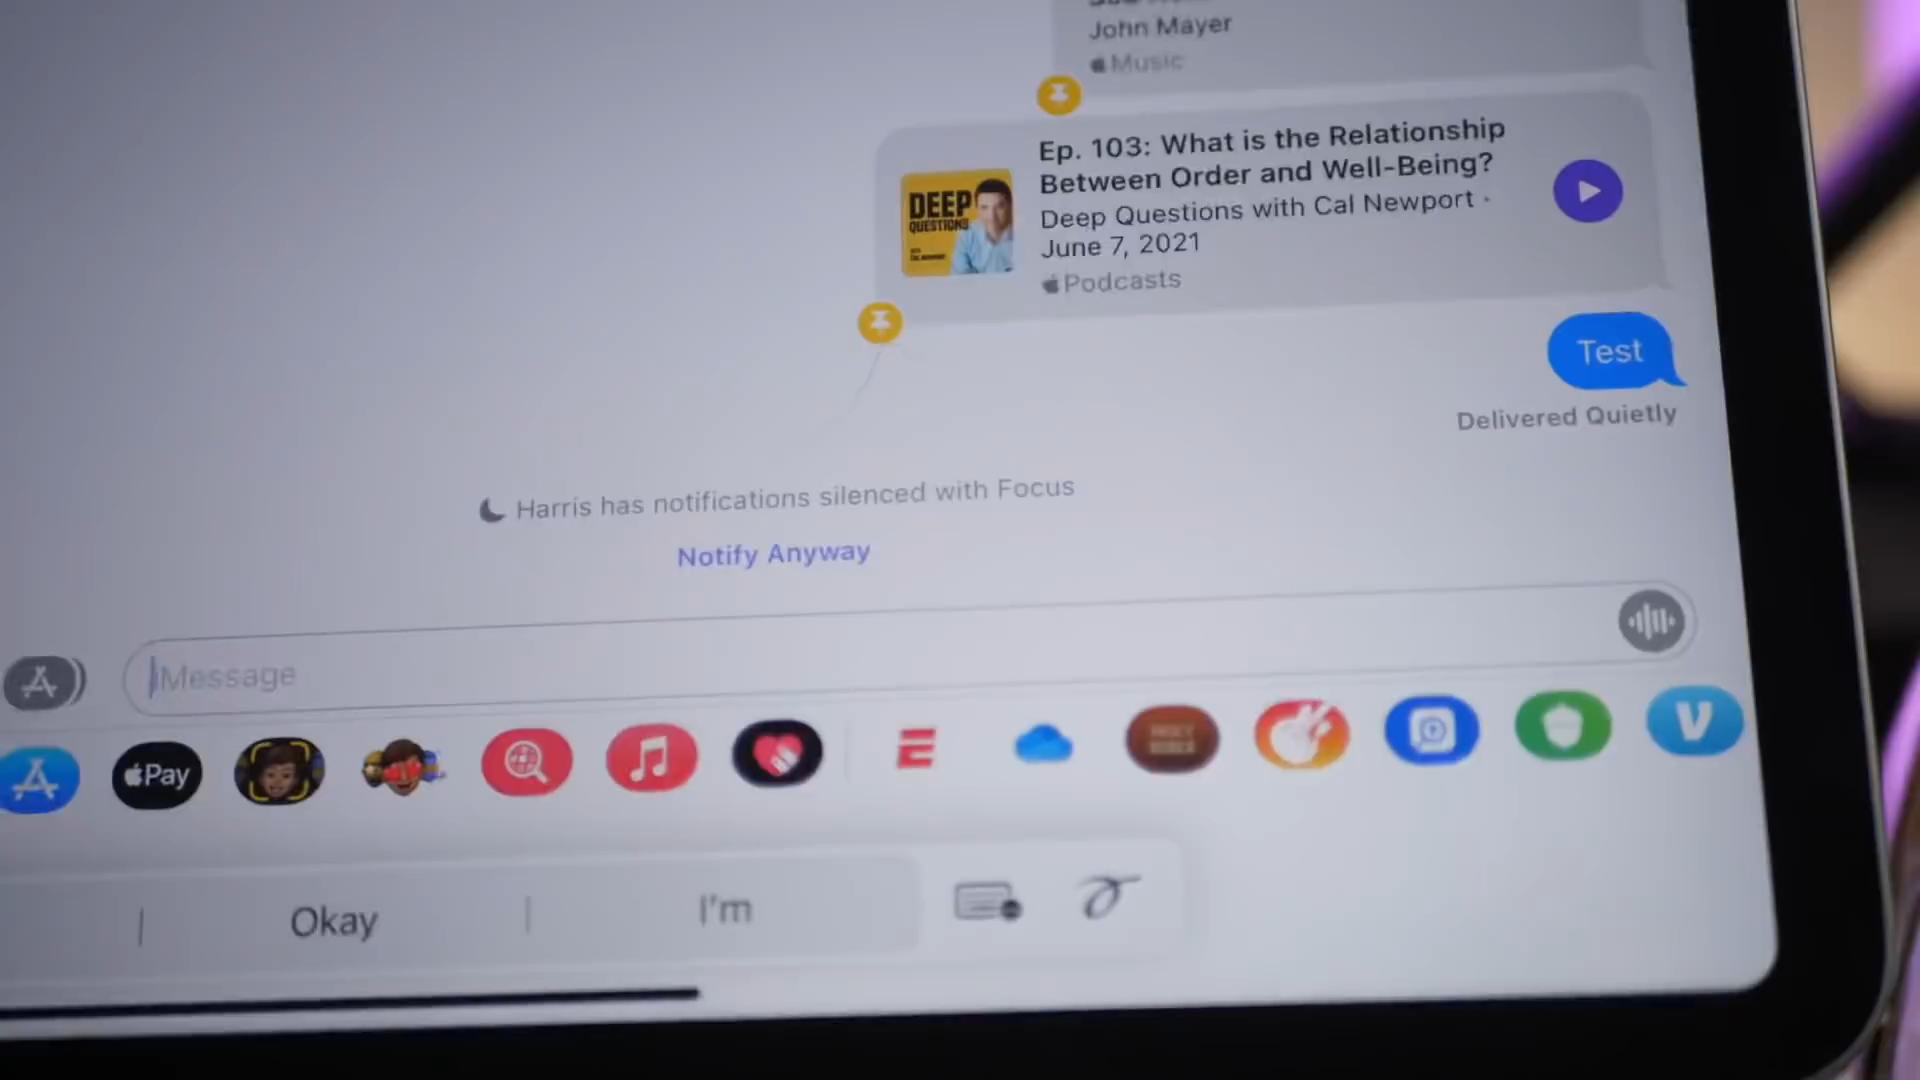 John Mayer
Music
Ep. 103: What is the Relationship
Between Order and Well-Being?
Deep Questions with Cal Newport ·
June 7, 2021
Podcasts
DEEP
QUESTIONS
Test
Delivered Quietly
Harris has notifications silenced with Focus
Notify Anyway
Message
Pay
HOLY
BIBLE
V
Okay
I'm